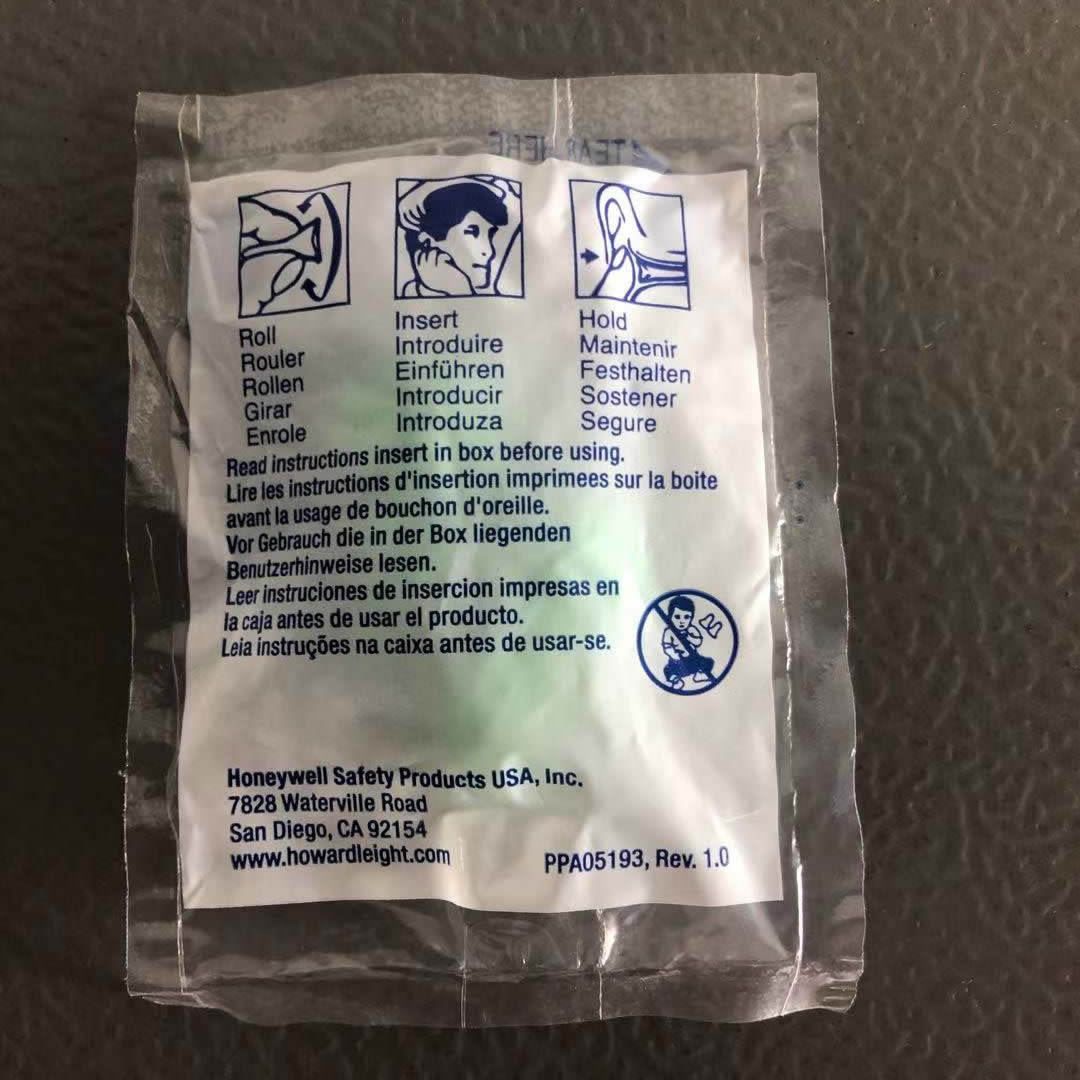 TEAR HERE
Roll
Rouler
Rollen
Girar
Enrole
Insert
Introduire
Einführen
Introducir
Introduza
Hold
Maintenir
Festhalten
Sostener
Segure
Read instructions insert in box before using.
Lire les instructions d'insertion imprimees sur la boite
avant la usage de bouchon d'oreille.
Vor Gebrauch die in der Box liegenden
Benutzerhinweise lesen.
Leer instruciones de insercion impresas en
la caja antes de usar el producto.
Leia instruções na caixa antes de usar-se.
Honeywell Safety Products USA, Inc.
7828 Waterville Road
San Diego, CA 92154
www.howardleight.com
PPA05193, Rev. 1.0